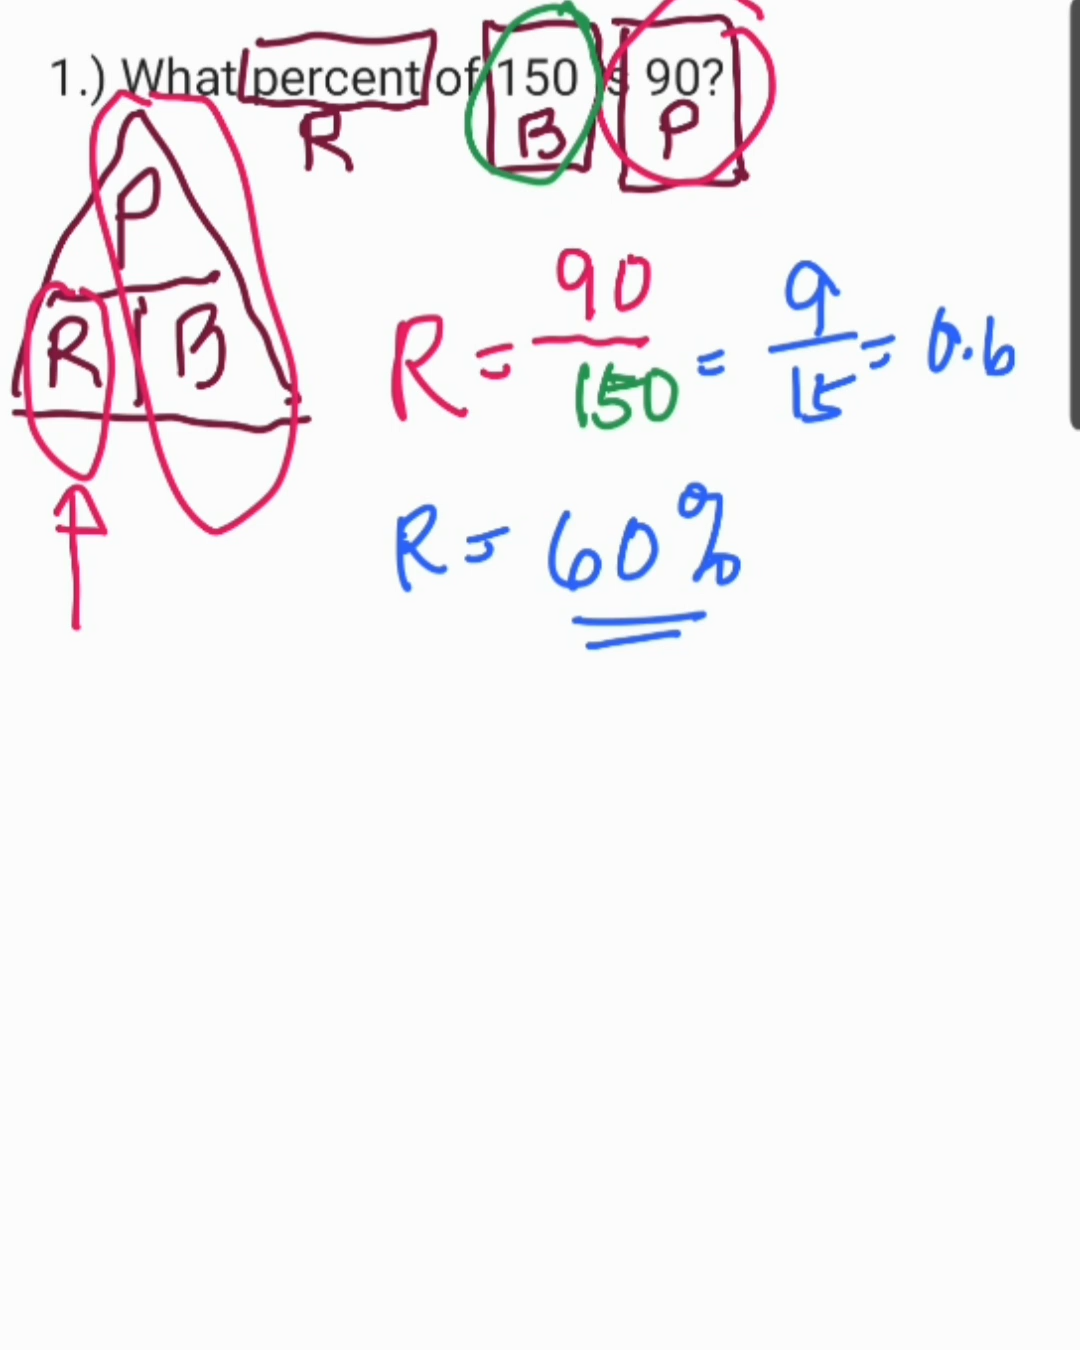 1.) What percent of 150 is 90?
R B P
P
R B
R = 90/150 = 9/15 = 0.6
R = 60%